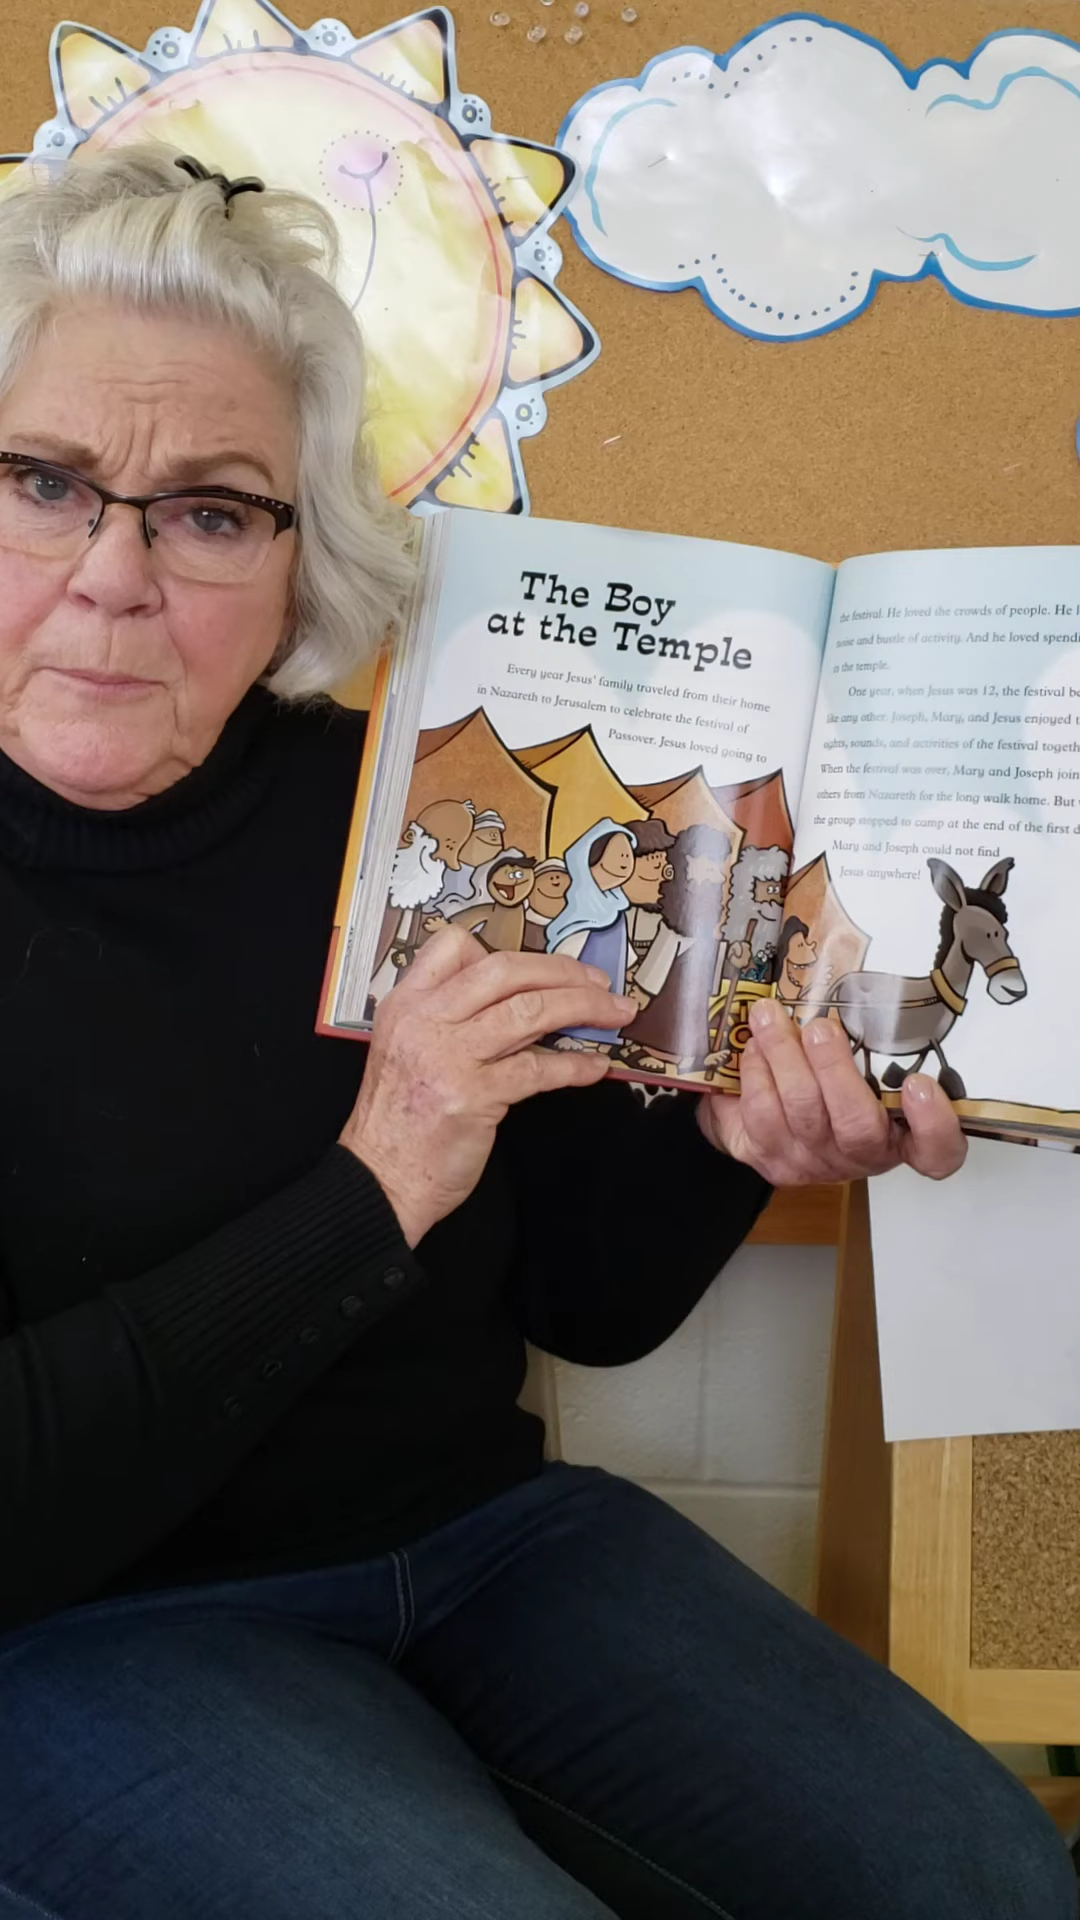 The Boy
at the Temple
Every year Jesus' family traveled from their home
in Nazareth to Jerusalem to celebrate the festival of
Passover. Jesus loved going to
the festival. He loved the crowds of people. He
noise and bustle of activity. And he loved
in the temple.
One year, when Jesus was 12, the festival
like any other. Joseph, Mary, and Jesus enjoyed
sights, sounds, and activities of the festival
When the festival was over, Mary and Joseph
others from Nazareth for the long walk home. But
the group stopped to camp at the end of the first
Mary and Joseph could not find
Jesus anywhere!